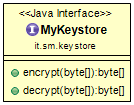 <<Java Interface>>
MyKeystore
it.sm.keystore
encrypt(byte[]):byte[]
decrypt(byte[]):byte[]